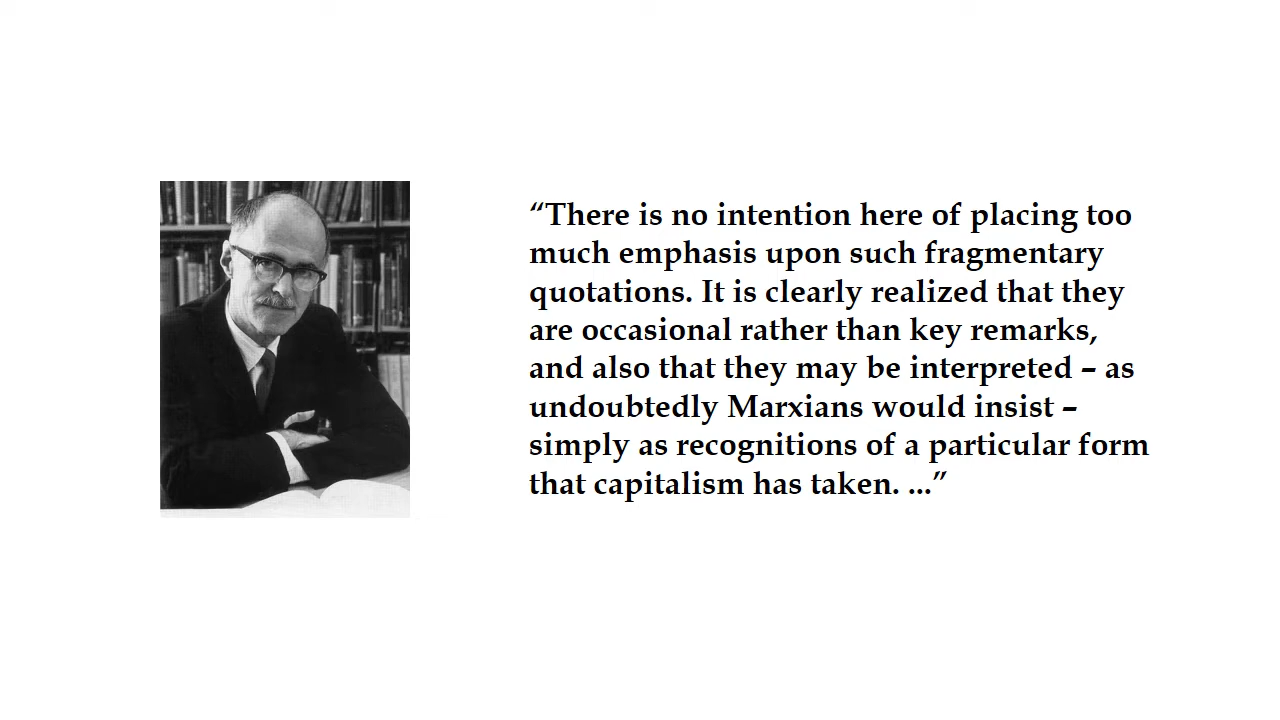 “There is no intention here of placing too
much emphasis upon such fragmentary
quotations. It is clearly realized that they
are occasional rather than key remarks,
and also that they may be interpreted – as
undoubtedly Marxians would insist –
simply as recognitions of a particular form
that capitalism has taken. ...”